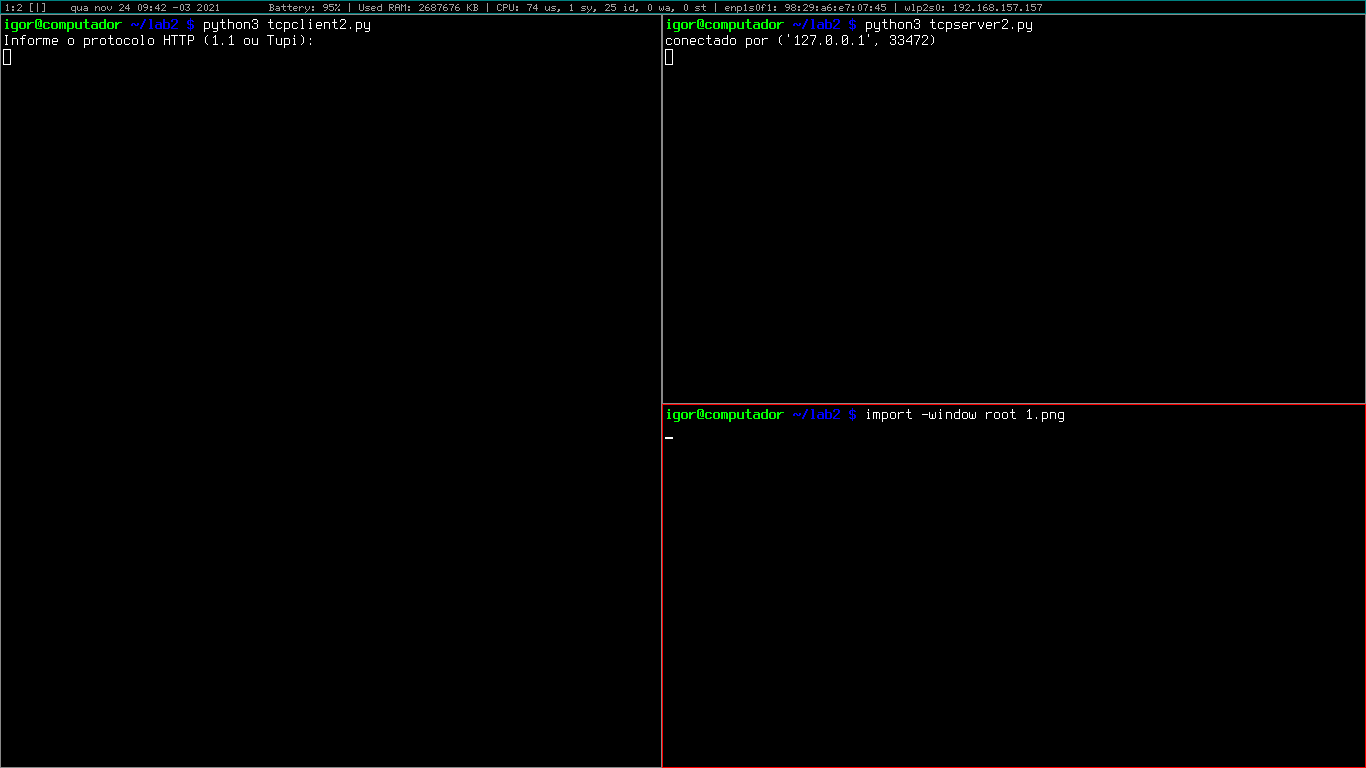 1:2 [|] qua nov 24 09:42 -03 2021 Battery: 95% | Used RAM: 2687676 KB | CPU: 74 us, 1 sy, 25 id, 0 wa, 0 st | enp1s0f1: 98:29:a6:e7:07:45 | wlp2s0: 192.168.157.157
igor@computador ~/lab2 $ python3 tcpclient2.py
Informe o protocolo HTTP (1.1 ou Tupi):
igor@computador ~/lab2 $ python3 tcpserver2.py
conectado por ('127.0.0.1', 33472)
igor@computador ~/lab2 $ import -window root 1.png